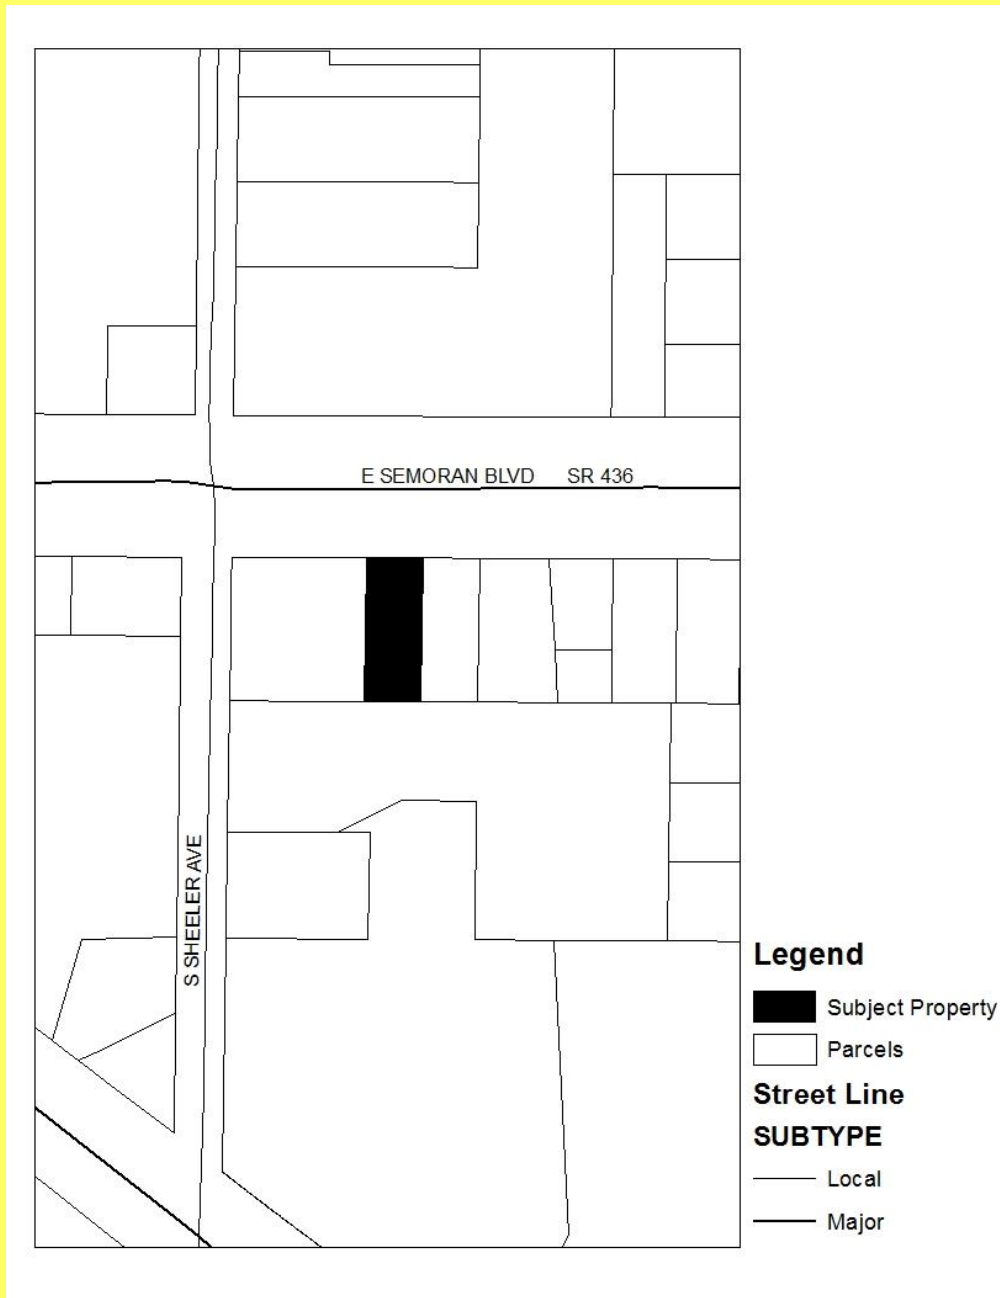 E SEMORAN BLVD SR 436
S SHEELER AVE
Legend
Subject Property
Parcels
Street Line
SUBTYPE
Local
Major